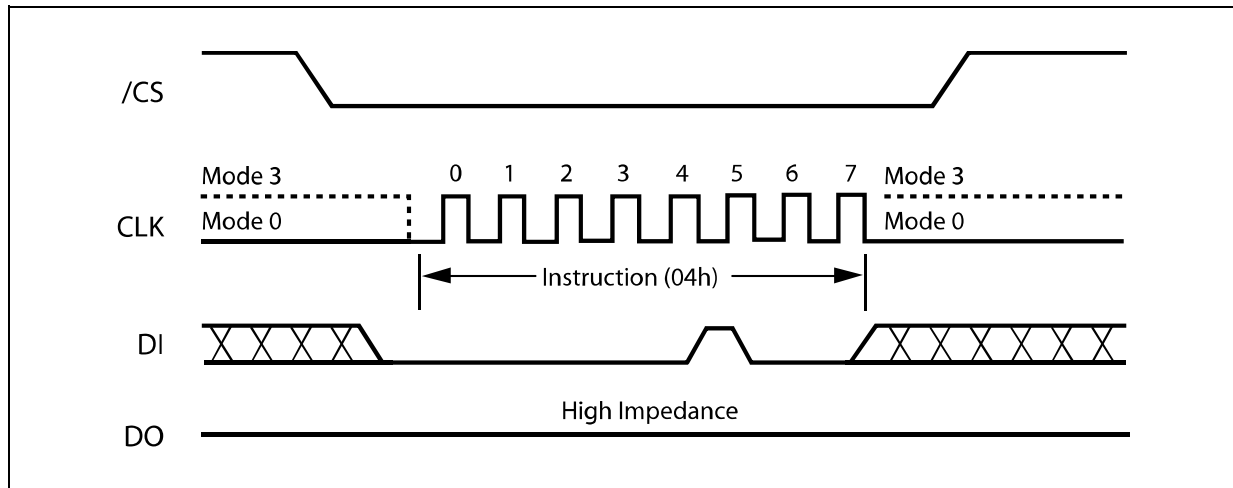 /CS
Mode 3
0 1 2 3 4 5 6 7
Mode 3
CLK
Mode 0
Mode 0
Instruction (04h)
DI
High Impedance
DO